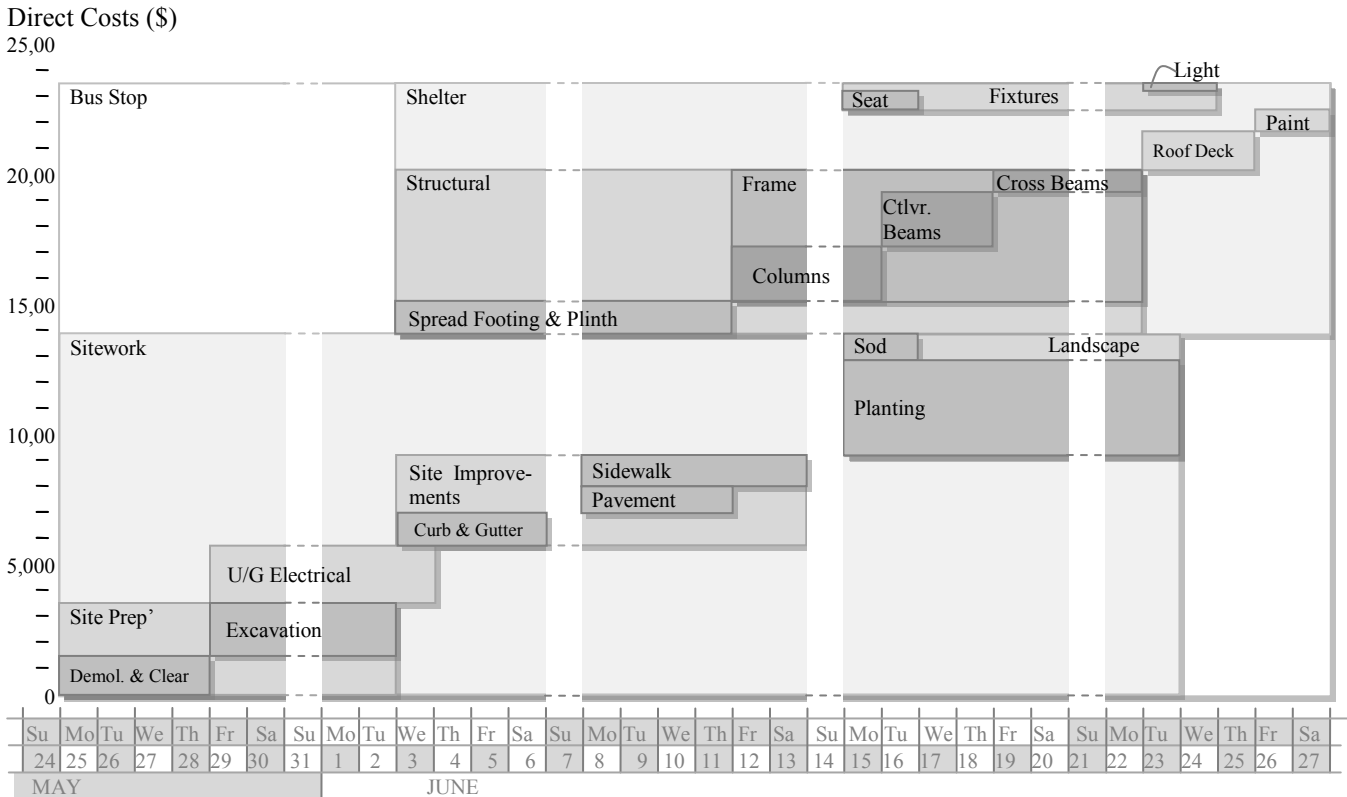 Direct Costs ($)
25,00
Light
Bus Stop
Shelter
Seat
Fixtures
Paint
Roof Deck
20,00
Structural
Frame
Cross Beams
Ctlvr.
Beams
Columns
15,00
Spread Footing & Plinth
Sitework
Sod
Landscape
Planting
10,00
Site Improve-
ments
Sidewalk
Pavement
Curb & Gutter
5,000
U/G Electrical
Site Prep’
Excavation
Demol. & Clear
0
Su Mo Tu We Th Fr Sa Su Mo Tu We Th Fr Sa Su Mo Tu We Th Fr Sa Su Mo Tu We Th Fr Sa Su Mo Tu We Th Fr Sa
24 25 26 27 28 29 30 31 1 2 3 4 5 6 7 8 9 10 11 12 13 14 15 16 17 18 19 20 21 22 23 24 25 26 27
MAY JUNE